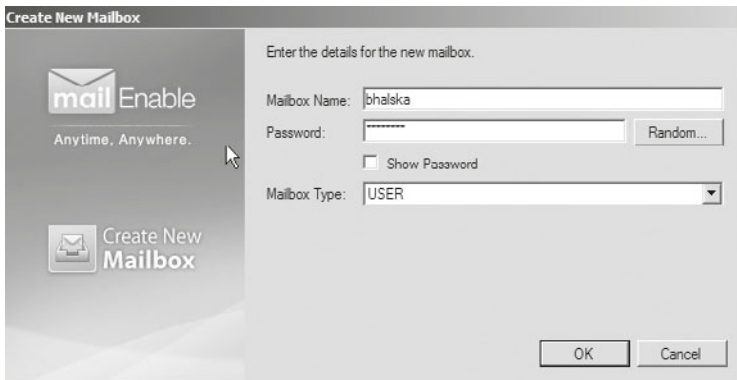 Create New Mailbox
mail Enable
Anytime, Anywhere.
Create New
Mailbox
Enter the details for the new mailbox.
Mailbox Name: bhalska
Password: ******** Random...
Show Password
Mailbox Type: USER
OK Cancel